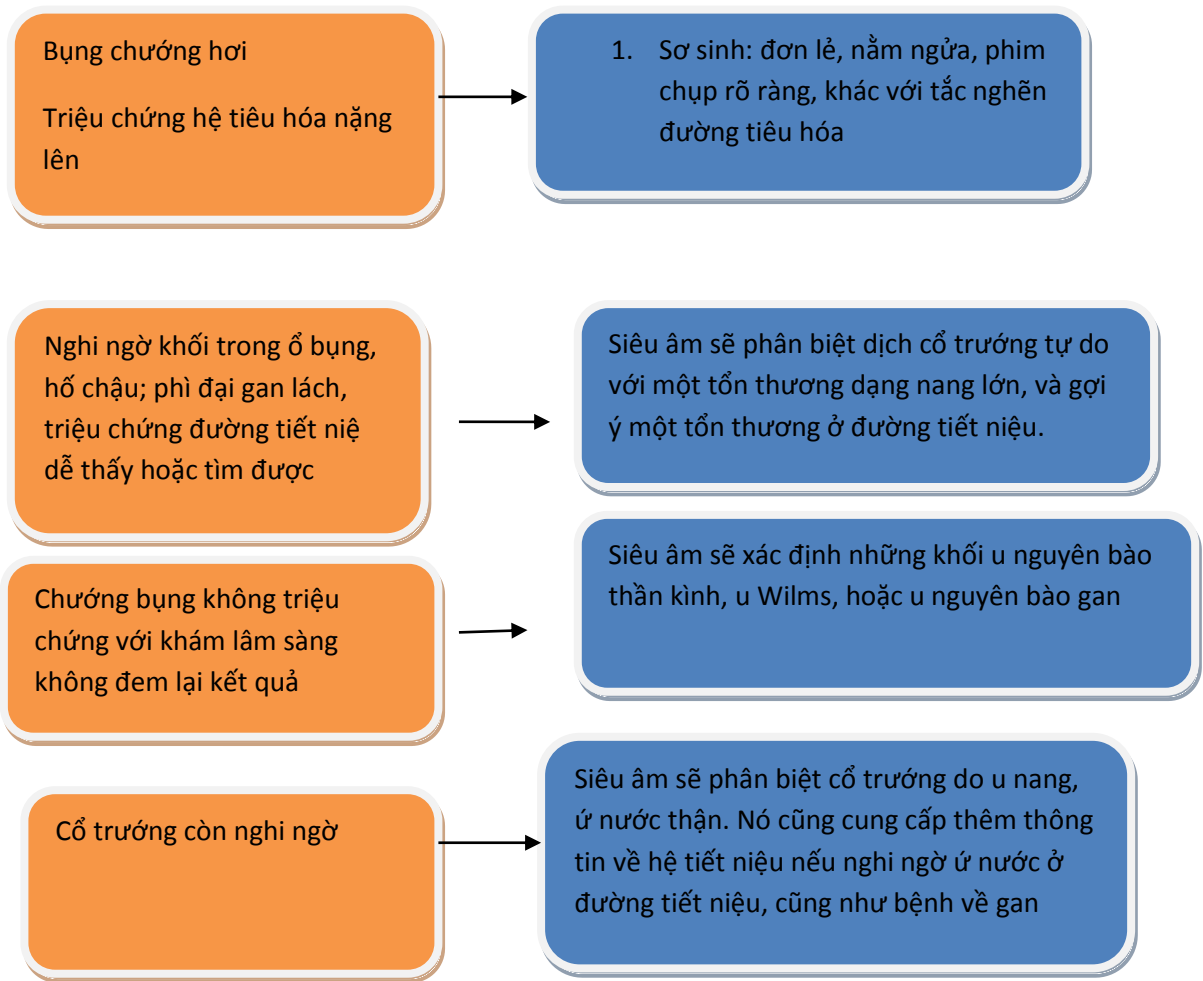 Bụng chướng hơi
Triệu chứng hệ tiêu hóa nặng
lên
1. Sơ sinh: đơn lẻ, nằm ngửa, phim
chụp rõ ràng, khác với tắc nghẽn
đường tiêu hóa
Nghi ngờ khối trong ổ bụng,
hố chậu; phì đại gan lách,
triệu chứng đường tiết niệ
dễ thấy hoặc tìm được
Siêu âm sẽ phân biệt dịch cổ trướng tự do
với một tổn thương dạng nang lớn, và gợi
ý một tổn thương ở đường tiết niệu.
Chướng bụng không triệu
chứng với khám lâm sàng
không đem lại kết quả
Siêu âm sẽ xác định những khối u nguyên bào
thần kình, u Wilms, hoặc u nguyên bào gan
Cổ trướng còn nghi ngờ
Siêu âm sẽ phân biệt cổ trướng do u nang,
ứ nước thận. Nó cũng cung cấp thêm thông
tin về hệ tiết niệu nếu nghi ngờ ứ nước ở
đường tiết niệu, cũng như bệnh về gan